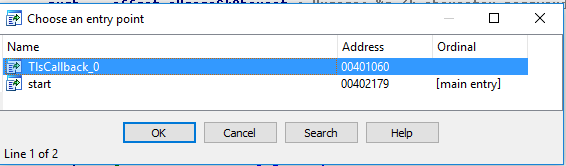 Choose an entry point
Name Address Ordinal
TlsCallback_0 00401060
start 00402179 [main entry]
OK Cancel Search Help
Line 1 of 2